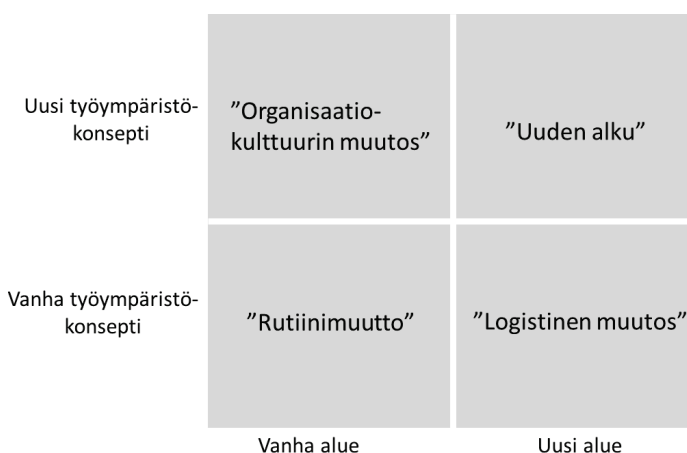 Uusi työympäristö-
konsepti
”Organisaatio-
kulttuurin muutos”
”Uuden alku”
Vanha työympäristö-
konsepti
”Rutiinimuutto”
”Logistinen muutos”
Vanha alue
Uusi alue